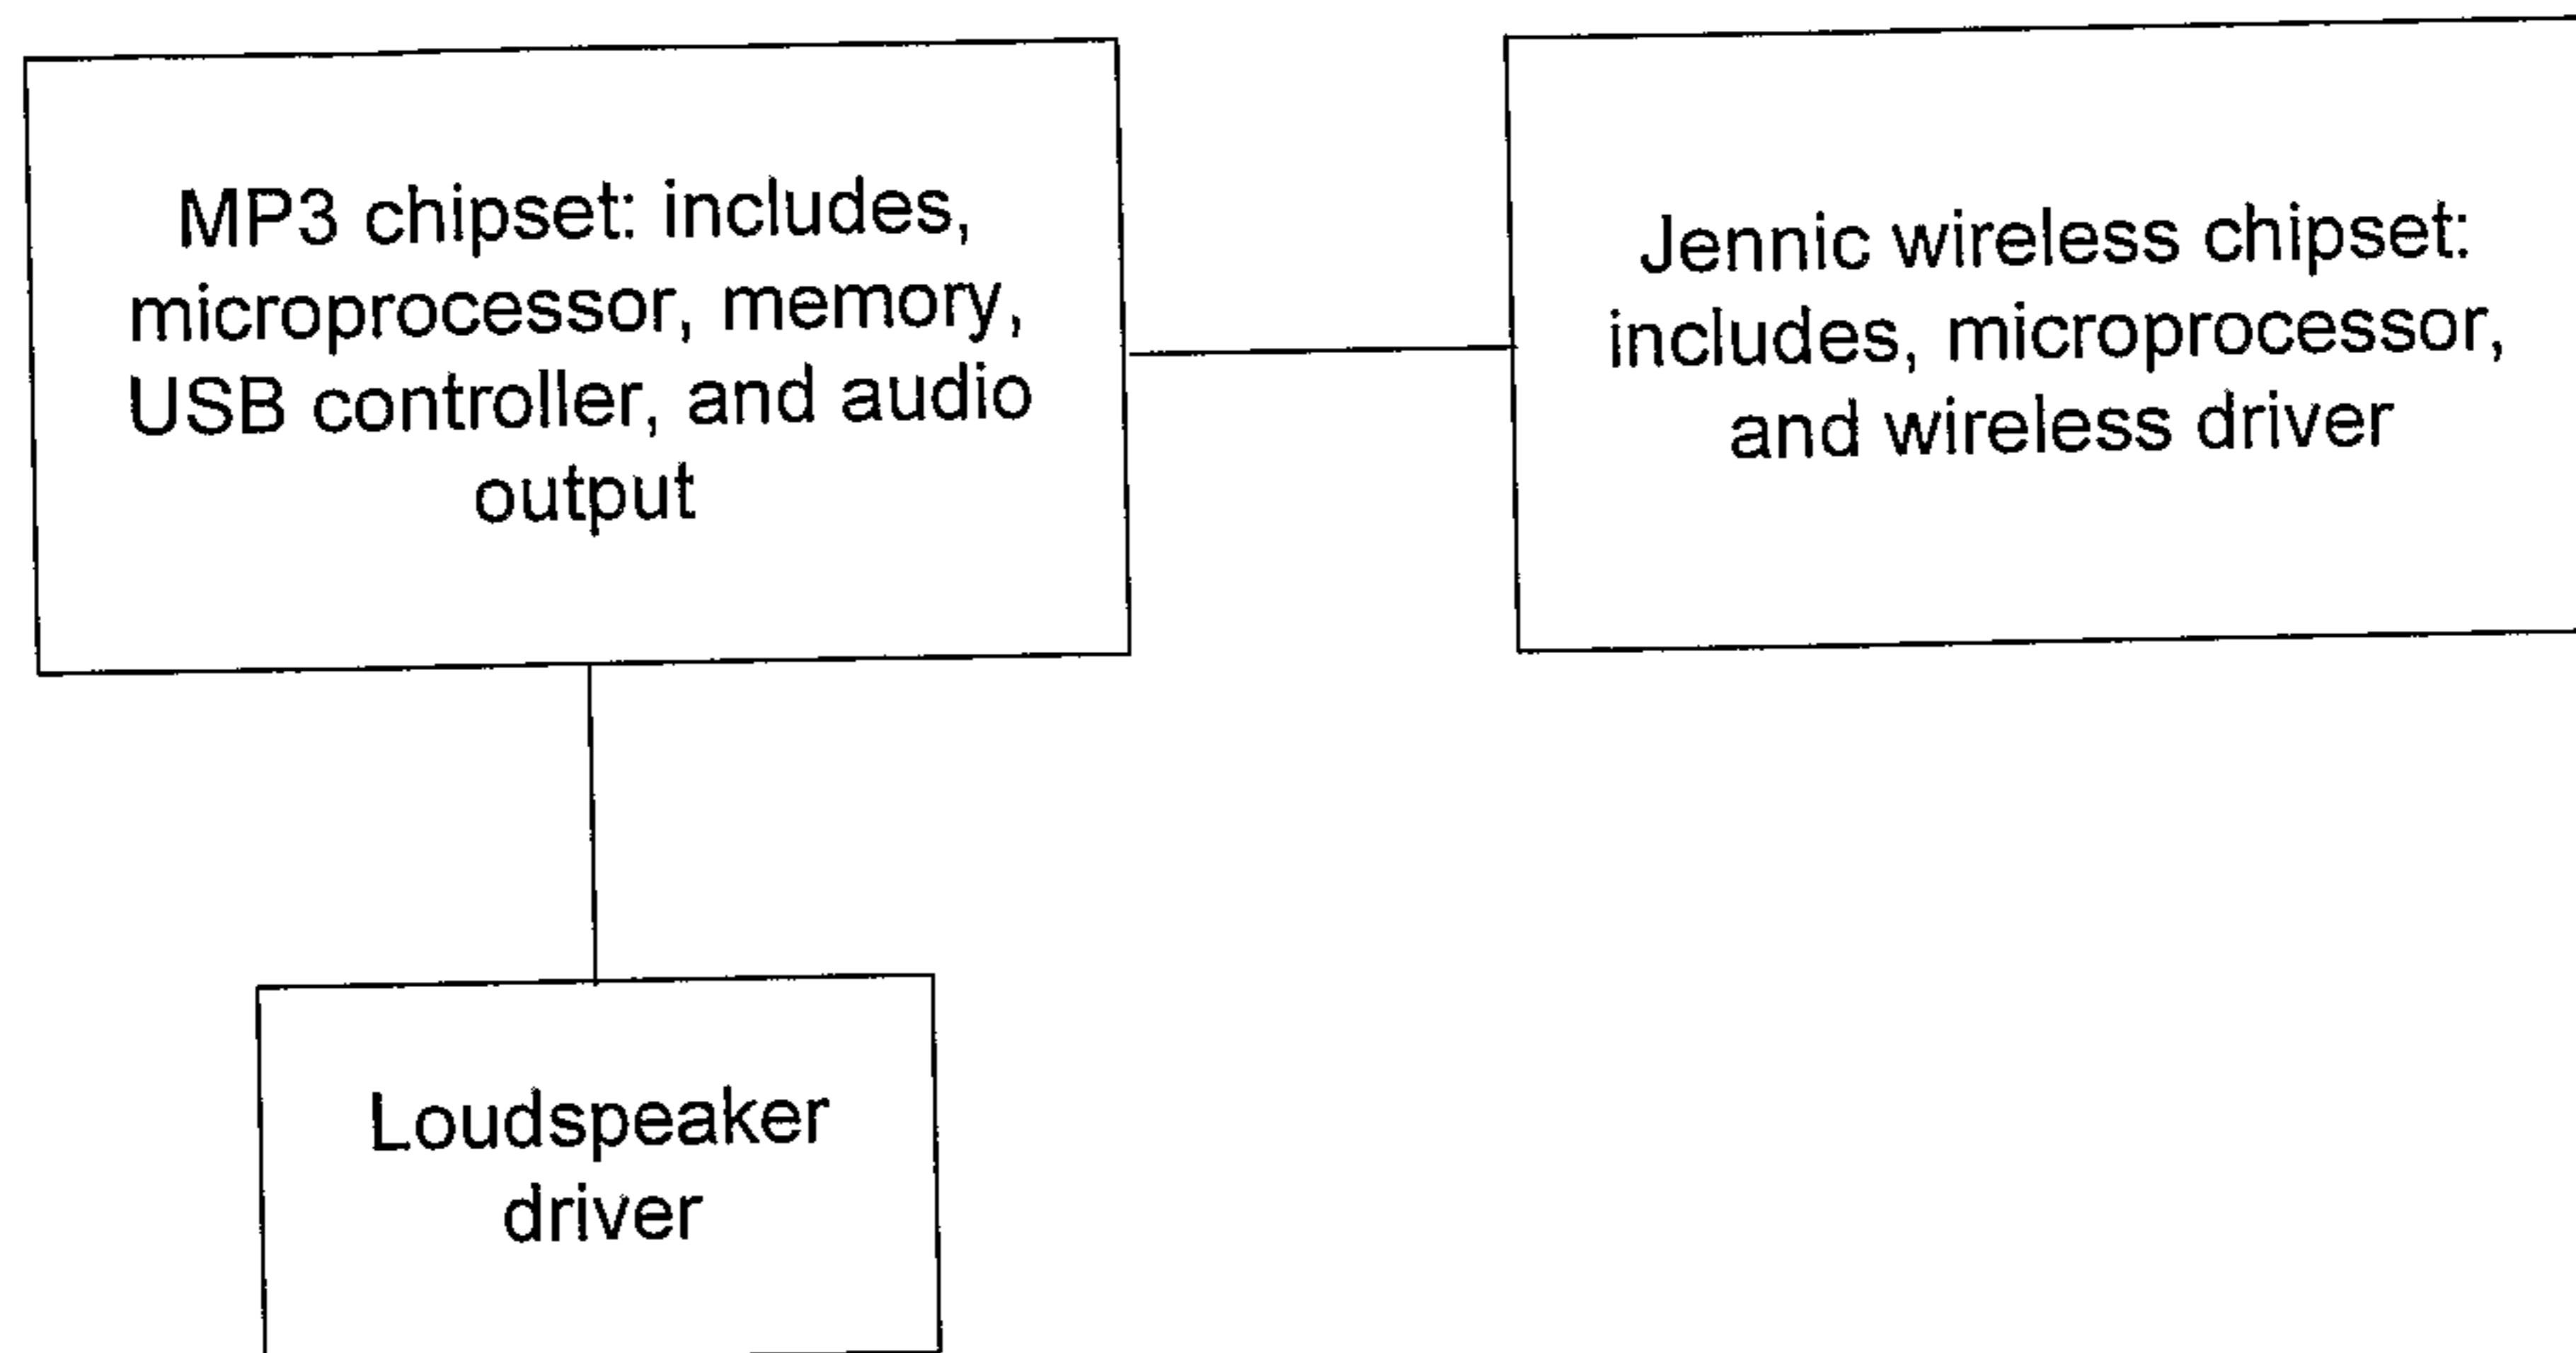 MP3 chipset: includes,
microprocessor, memory,
USB controller, and audio
output
Jennic wireless chipset:
includes, microprocessor,
and wireless driver
Loudspeaker
driver